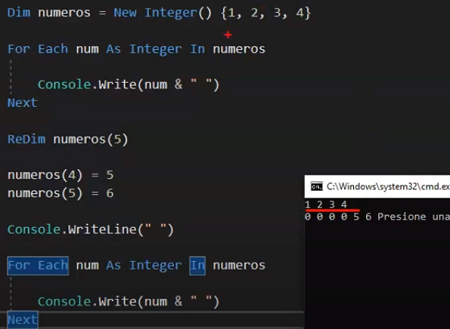 Dim numeros = New Integer() {1, 2, 3, 4}
For Each num As Integer In numeros
Console.Write(num & " ")
Next
ReDim numeros(5)
numeros(4) = 5
numeros(5) = 6
Console.WriteLine(" ")
For Each num As Integer In numeros
Console.Write(num & " ")
Next
C:\Windows\system32\cmd.ex
1 2 3 4
0 0 0 0 5 6 Presione una